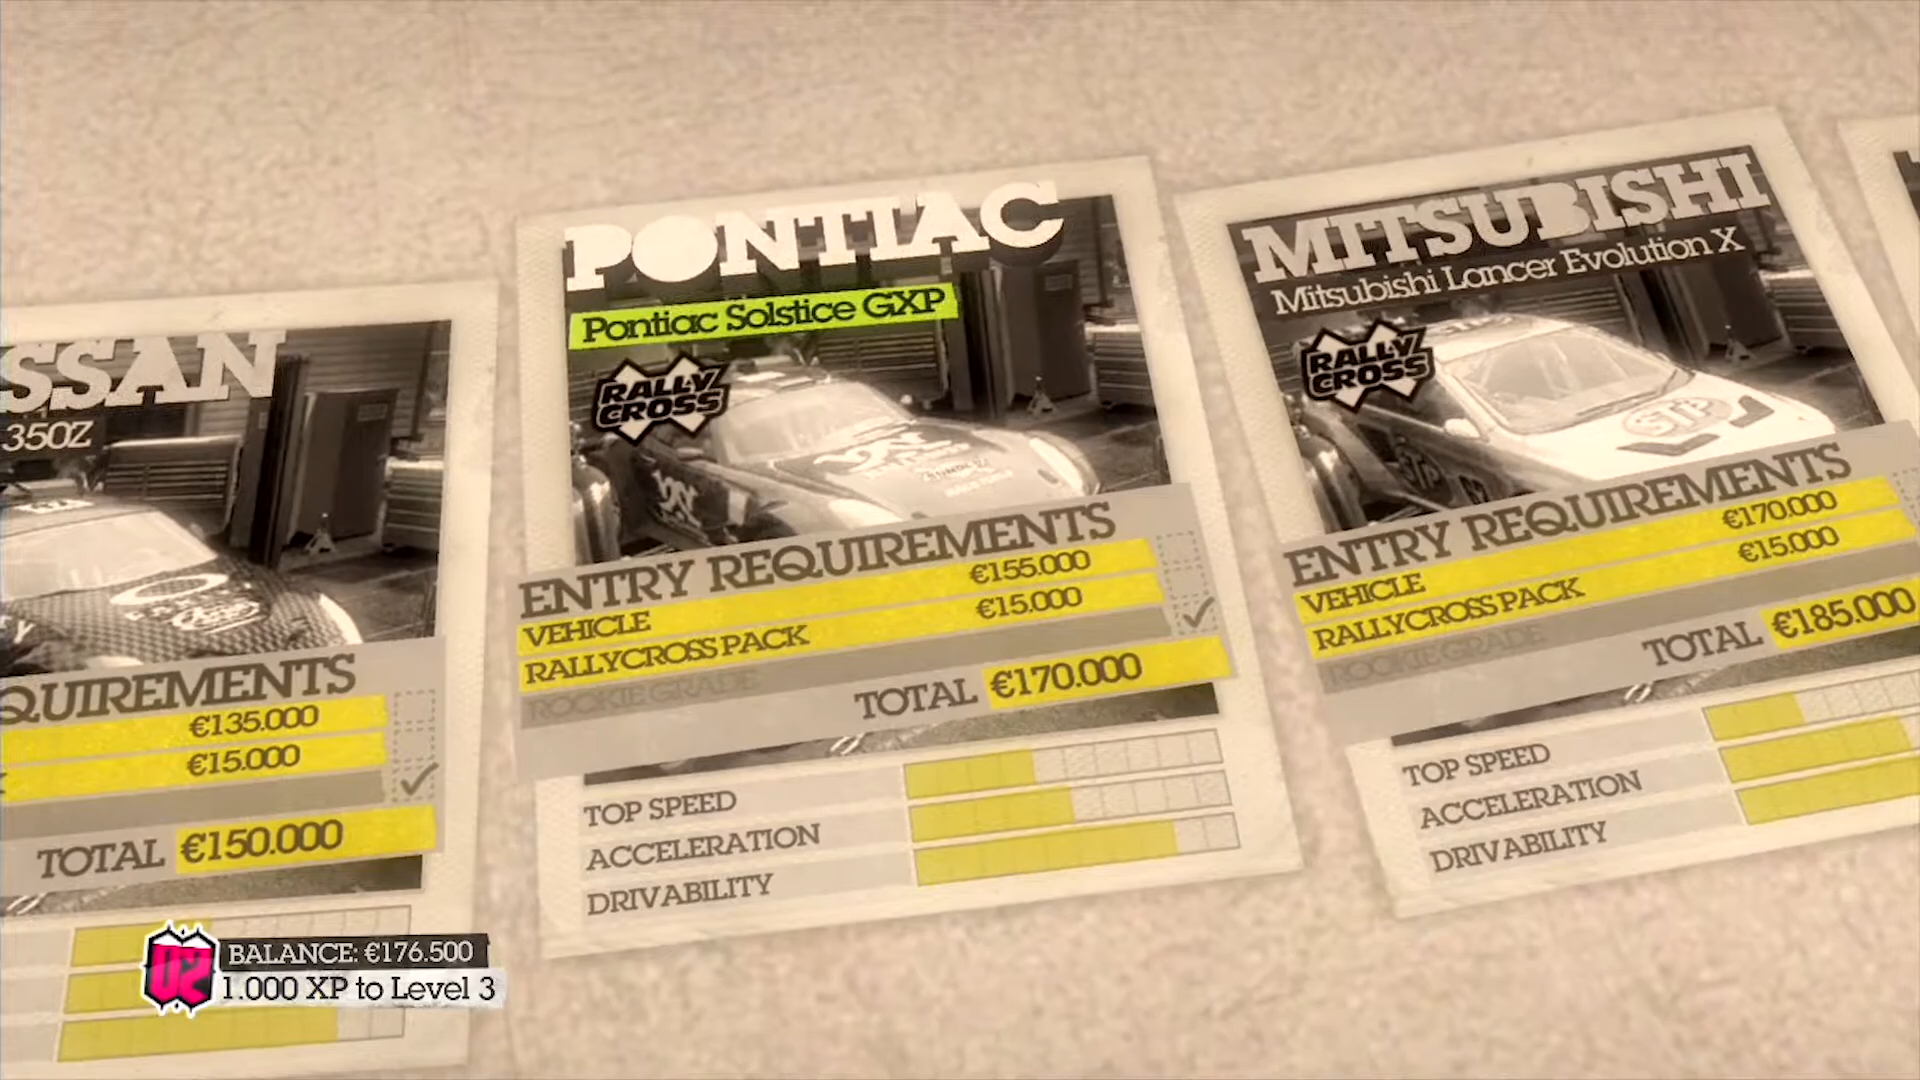 SSAN
350Z
QUIREMENTS
€135.000
€15.000
TOTAL €150.000
PONTIAC
Pontiac Solstice GXP
RALLY
CROSS
ENTRY REQUIREMENTS
VEHICLE €155.000
RALLYCROSS PACK €15.000
ROOKIE GRADE
TOTAL €170.000
TOP SPEED
ACCELERATION
DRIVABILITY
MITSUBISHI
Mitsubishi Lancer Evolution X
RALLY
CROSS
STP
STP
ENTRY REQUIREMENTS
VEHICLE €170.000
RALLYCROSS PACK €15.000
ROOKIE GRADE
TOTAL €185.000
TOP SPEED
ACCELERATION
DRIVABILITY
02
BALANCE: €176.500
1.000 XP to Level 3